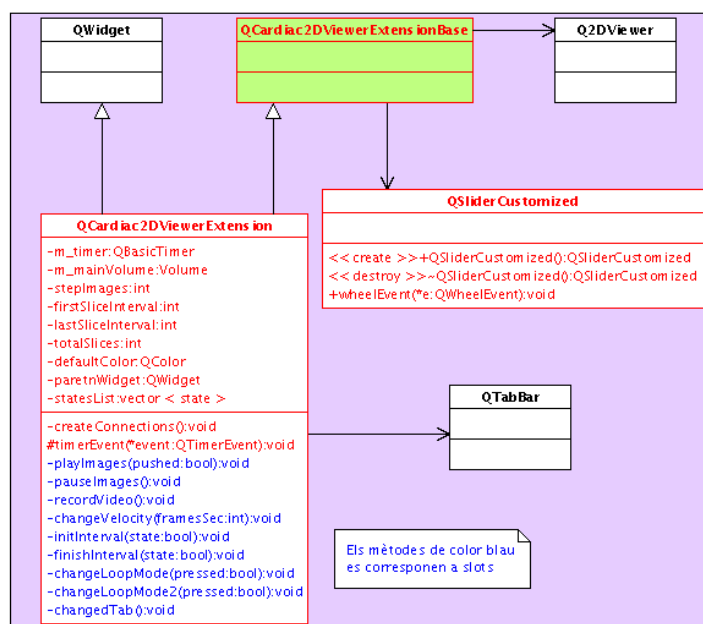 QWidget
QCardiac2DViewerExtensionBase
Q2DViewer
QSliderCustomized
<< create >>+QSliderCustomized():QSliderCustomized
<< destroy >>~QSliderCustomized():QSliderCustomized
+wheelEvent(*e:QWheelEvent):void
QCardiac2DViewerExtension
-m_timer:QBasicTimer
-m_mainVolume:Volume
-stepImages:int
-firstSliceInterval:int
-lastSliceInterval:int
-totalSlices:int
-defaultColor:QColor
-paretnWidget:QWidget
-statesList:vector < state >
-createConnections():void
#timerEvent(*event:QTimerEvent):void
-playImages(pushed:bool):void
-pauseImages():void
-recordVideo():void
-changeVelocity(framesSec:int):void
-initInterval(state:bool):void
-finishInterval(state:bool):void
-changeLoopMode(pressed:bool):void
-changeLoopMode2(pressed:bool):void
-changedTab():void
QTabBar
Els mètodes de color blau
es corresponen a slots